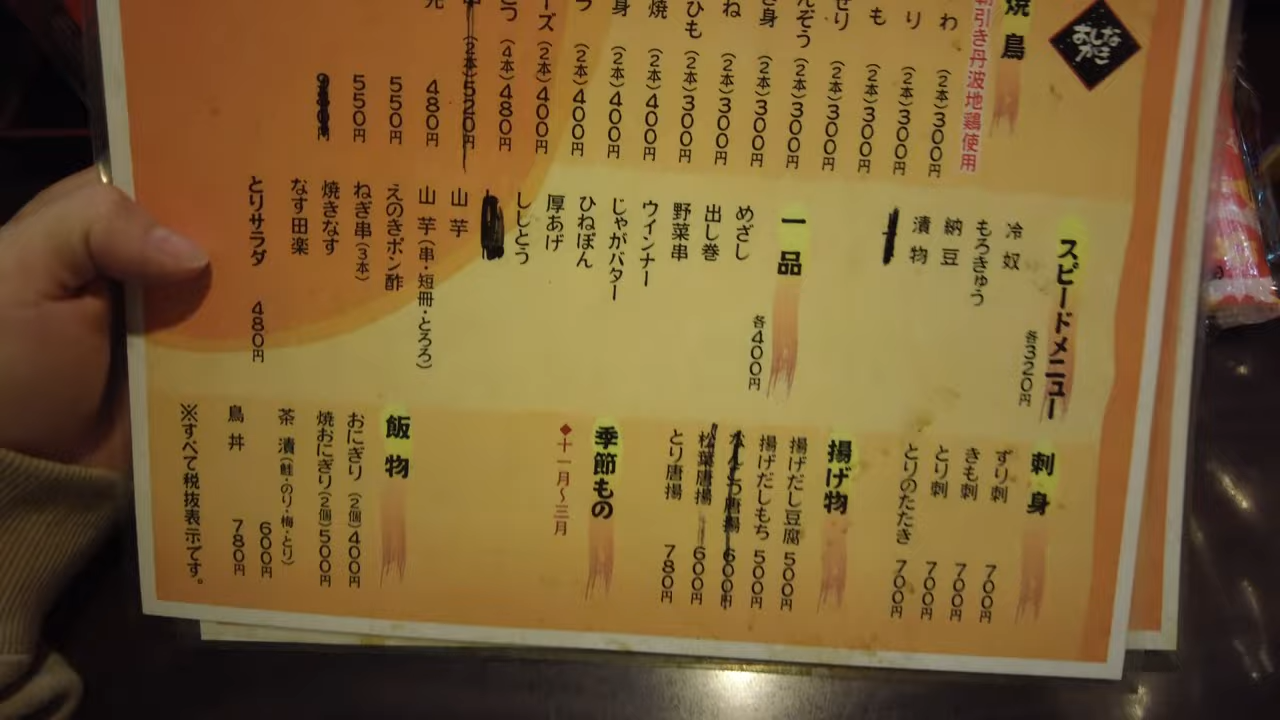 おしながき
焼鳥
朝引き丹波地鶏使用
わ (2本)300円
り (2本)300円
も (2本)300円
せり (2本)300円
んぞう (2本)300円
き身 (2本)300円
ね (2本)300円
ひも (2本)300円
焼 (2本)400円
身 (2本)400円
つ (2本)400円
ーズ (2本)400円
とう (4本)480円
(2本)520円
480円
550円
550円
スピードメニュー
各320円
冷奴
もろきゅう
納豆
漬物
一品
各400円
めざし
出し巻
野菜串
ウインナー
じゃがバター
ひねぽん
厚あげ
ししとう
山芋
山芋(串・短冊・とろろ)
えのきポン酢
ねぎ串(3本)
焼きなす
なす田楽
とりサラダ 480円
刺身
ずり刺 700円
きも刺 700円
とり刺 700円
とりのたたき 700円
揚げ物
揚げだし豆腐 500円
揚げだしもち 500円
唐揚 600円
松葉唐揚 600円
とり唐揚 780円
季節もの
◆十一月～三月
飯物
おにぎり(2個)400円
焼おにぎり(2個)500円
茶漬(鮭・のり・梅・とり) 600円
鳥丼 780円
※すべて税抜表示です。